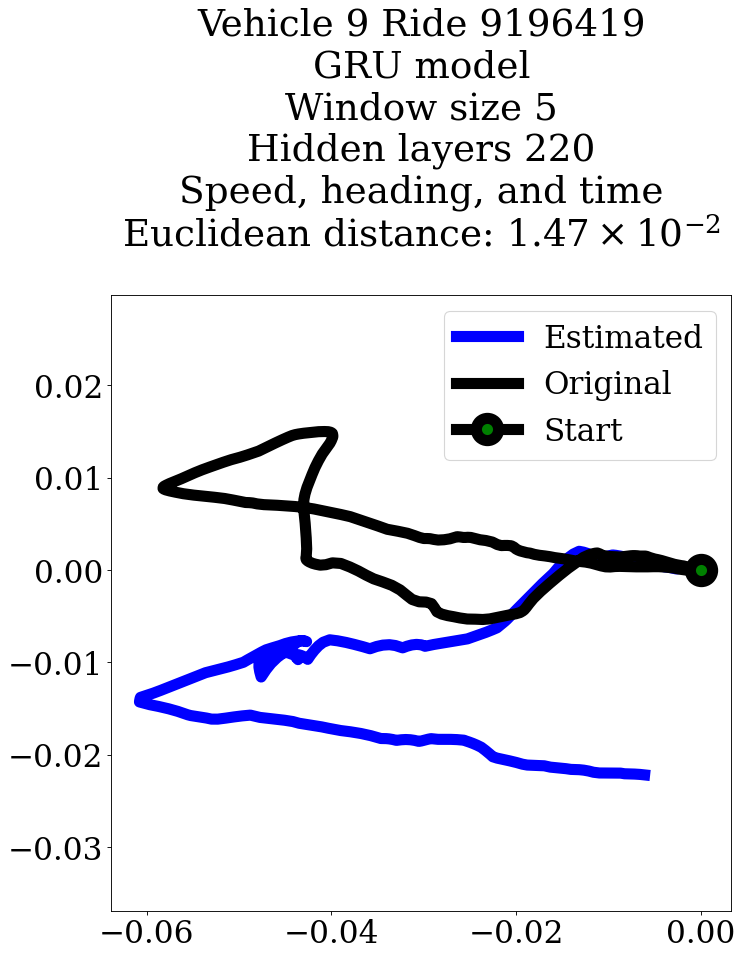 Vehicle 9 Ride 9196419
GRU model
Window size 5
Hidden layers 220
Speed, heading, and time
Euclidean distance: 1.47 × 10⁻²
Estimated
Original
Start
0.02
0.01
0.00
−0.01
−0.02
−0.03
−0.06 −0.04 −0.02 0.00